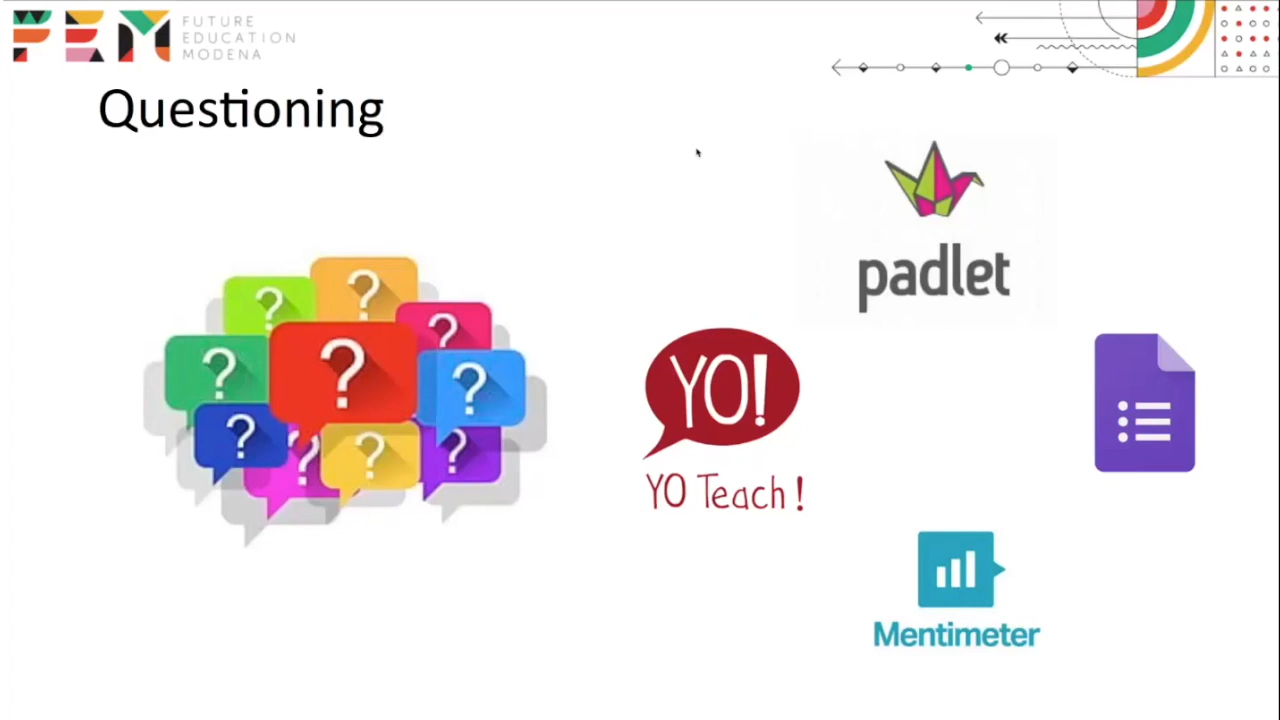 FEM
FUTURE
EDUCATION
MODENA
Questioning
padlet
? ? ? ? ? ? ? ? ? ?
YO!
YO Teach!
Mentimeter